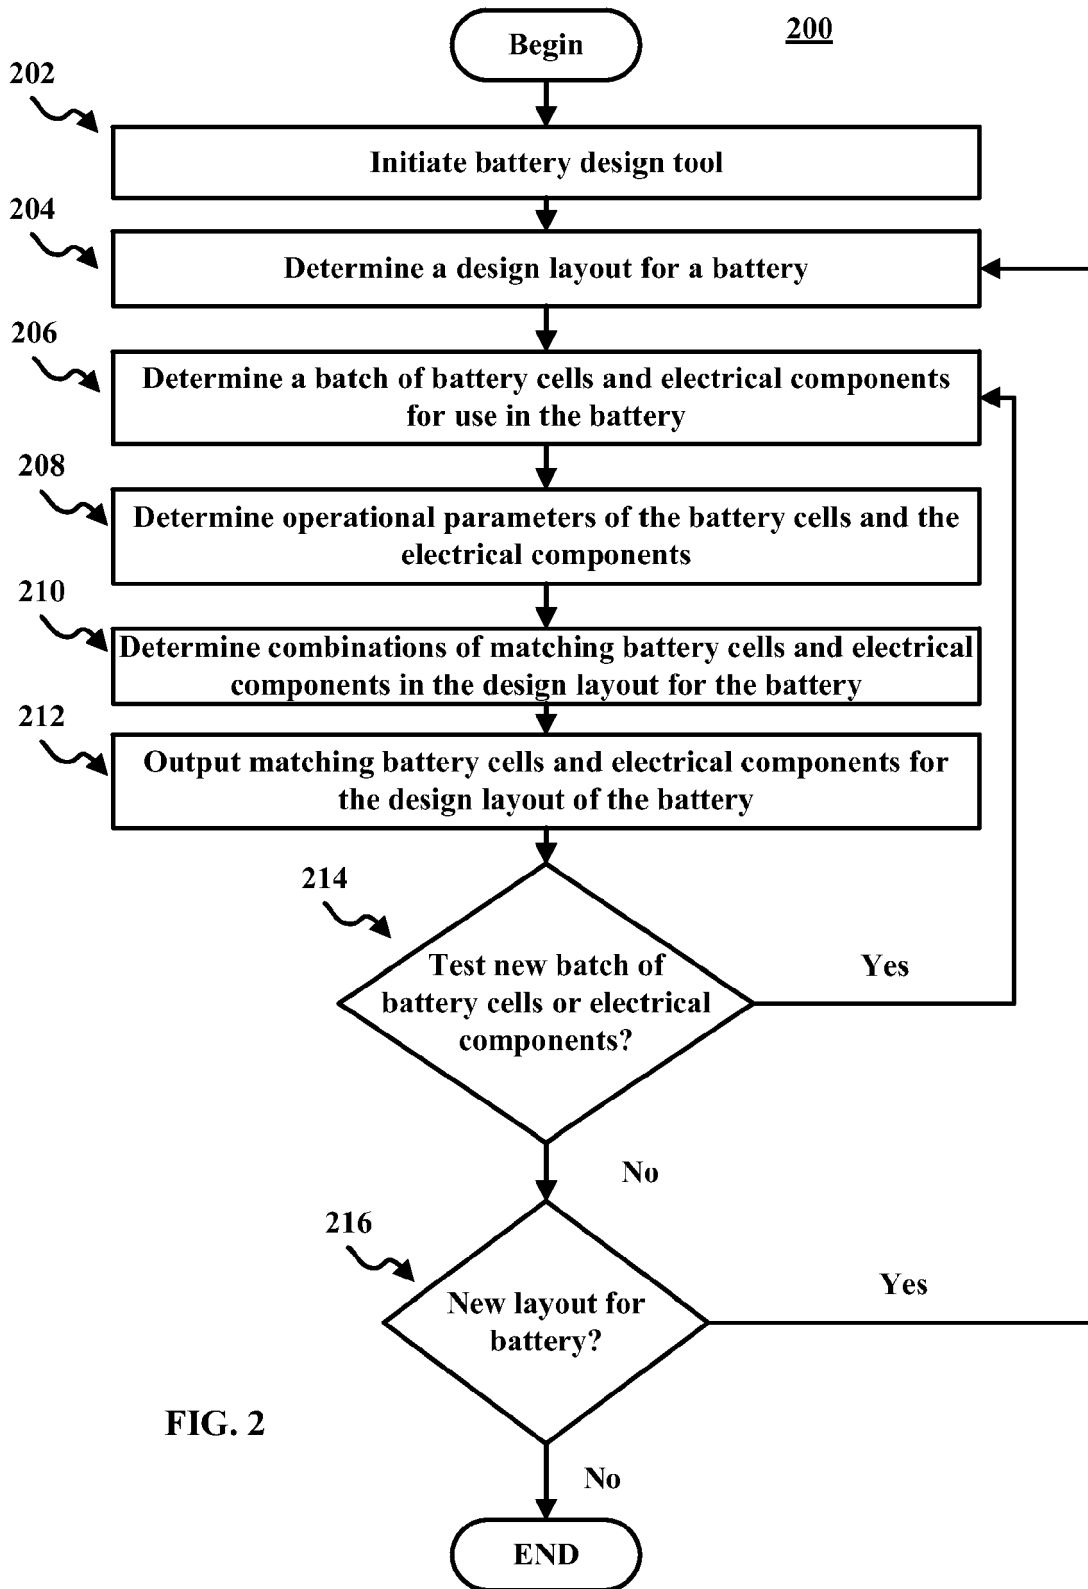 Begin
200
202
Initiate battery design tool
204
Determine a design layout for a battery
206
Determine a batch of battery cells and electrical components
for use in the battery
208
Determine operational parameters of the battery cells and the
electrical components
210
Determine combinations of matching battery cells and electrical
components in the design layout for the battery
212
Output matching battery cells and electrical components for
the design layout of the battery
214
Test new batch of
battery cells or electrical
components?
Yes
No
216
New layout for
battery?
Yes
FIG. 2
No
END